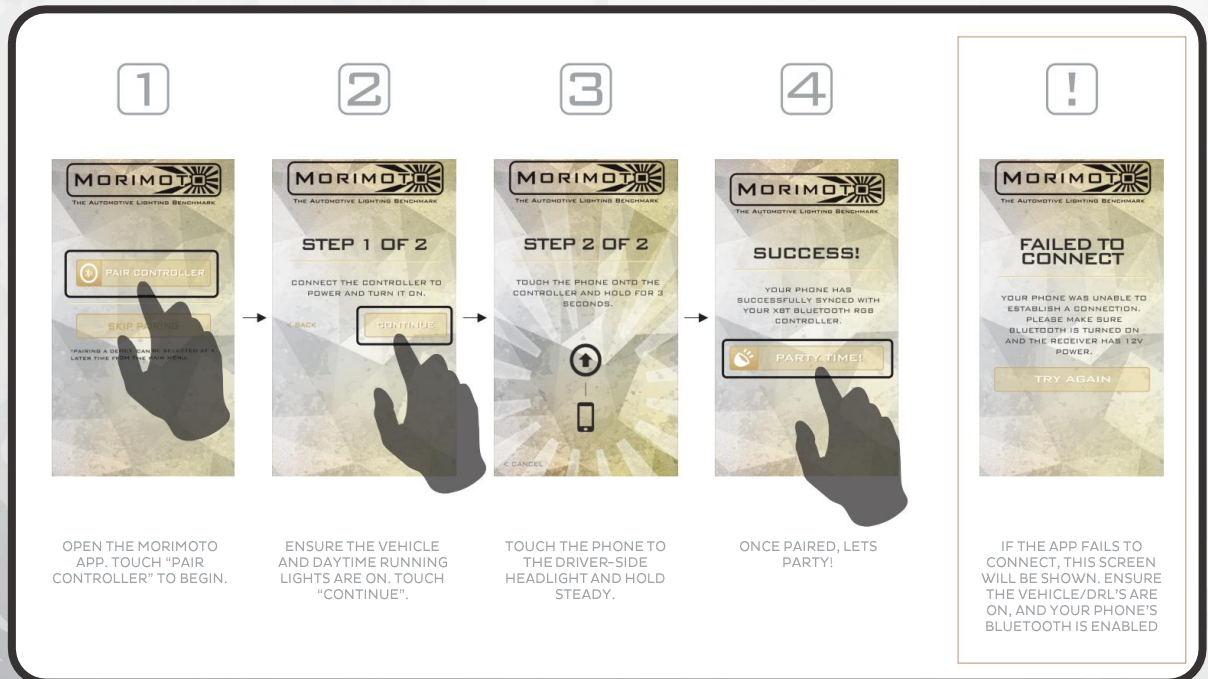 1
MORIMOTO
THE AUTOMOTIVE LIGHTING BENCHMARK
PAIR CONTROLLER
SKIP
LATER TIME FROM THE PAIR MENU.
OPEN THE MORIMOTO
APP. TOUCH “PAIR
CONTROLLER” TO BEGIN.
2
MORIMOTO
THE AUTOMOTIVE LIGHTING BENCHMARK
STEP 1 OF 2
CONNECT THE CONTROLLER TO
POWER AND TURN IT ON.
< BACK
CONTINUE
ENSURE THE VEHICLE
AND DAYTIME RUNNING
LIGHTS ARE ON. TOUCH
“CONTINUE”.
3
MORIMOTO
THE AUTOMOTIVE LIGHTING BENCHMARK
STEP 2 OF 2
TOUCH THE PHONE ONTO THE
CONTROLLER AND HOLD FOR 3
SECONDS.
< CANCEL
TOUCH THE PHONE TO
THE DRIVER-SIDE
HEADLIGHT AND HOLD
STEADY.
4
MORIMOTO
THE AUTOMOTIVE LIGHTING BENCHMARK
SUCCESS!
YOUR PHONE HAS
SUCCESSFULLY SYNCED WITH
YOUR XBT BLUETOOTH RGB
CONTROLLER.
PARTY TIME!
ONCE PAIRED, LETS
PARTY!
!
MORIMOTO
THE AUTOMOTIVE LIGHTING BENCHMARK
FAILED TO
CONNECT
YOUR PHONE WAS UNABLE TO
ESTABLISH A CONNECTION.
PLEASE MAKE SURE
BLUETOOTH IS TURNED ON
AND THE RECEIVER HAS 12V
POWER.
TRY AGAIN
IF THE APP FAILS TO
CONNECT, THIS SCREEN
WILL BE SHOWN. ENSURE
THE VEHICLE/DRL'S ARE
ON, AND YOUR PHONE'S
BLUETOOTH IS ENABLED